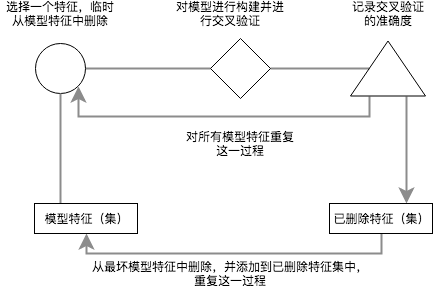 选择一个特征，临时
从模型特征中删除
对模型进行构建并进
行交叉验证
记录交叉验证
的准确度
对所有模型特征重复
这一过程
模型特征（集）
已删除特征（集）
从最坏模型特征中删除，并添加到已删除特征集中，
重复这一过程